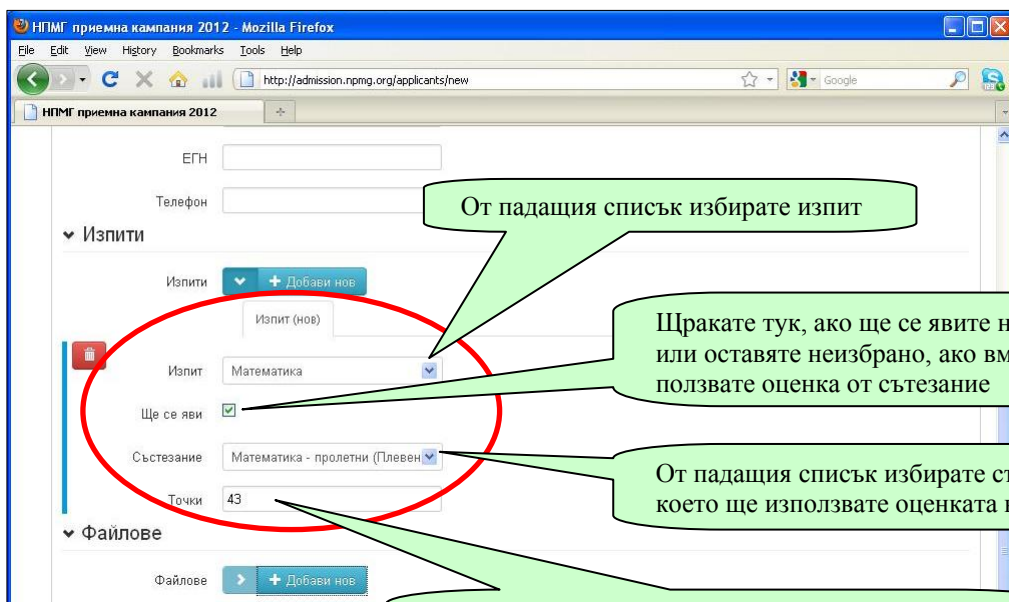 НПМГ приемна кампания 2012 - Mozilla Firefox
File Edit View History Bookmarks Tools Help
http://admission.npmg.org/applicants/new
Google
НПМГ приемна кампания 2012
ЕГН
Телефон
От падащия списък избирате изпит
Изпити
Изпити
+ Добави нов
Изпит (нов)
Щракате тук, ако ще се явите н
или оставяте неизбрано, ако вм
ползвате оценка от сътезание
Изпит
Математика
Ще се яви
Състезание
Математика - пролетни (Плевен
От падащия списък избирате ст
което ще използвате оценката
Точки
43
Файлове
Файлове
+ Добави нов